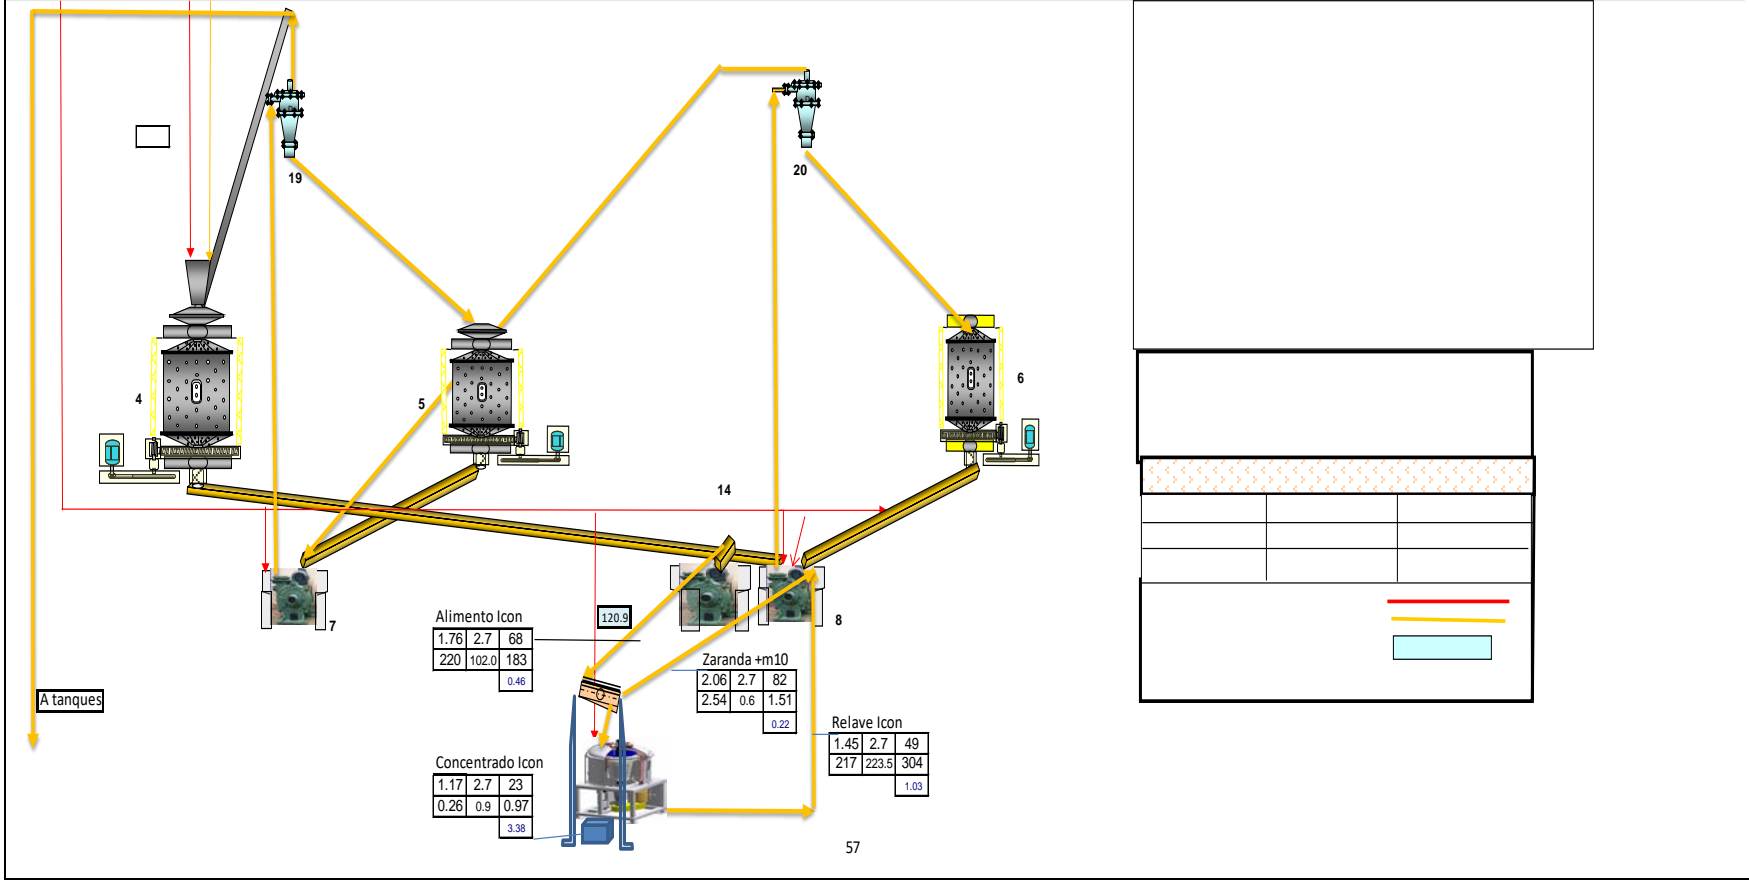 19
20
4
5
6
14
7
8
120.9
Alimento Icon
1.76 2.7 68
220 102.0 183
0.46
Zaranda +m10
2.06 2.7 82
2.54 0.6 1.51
0.22
A tanques
Relave Icon
1.45 2.7 49
217 223.5 304
1.03
Concentrado Icon
1.17 2.7 23
0.26 0.9 0.97
3.38
57